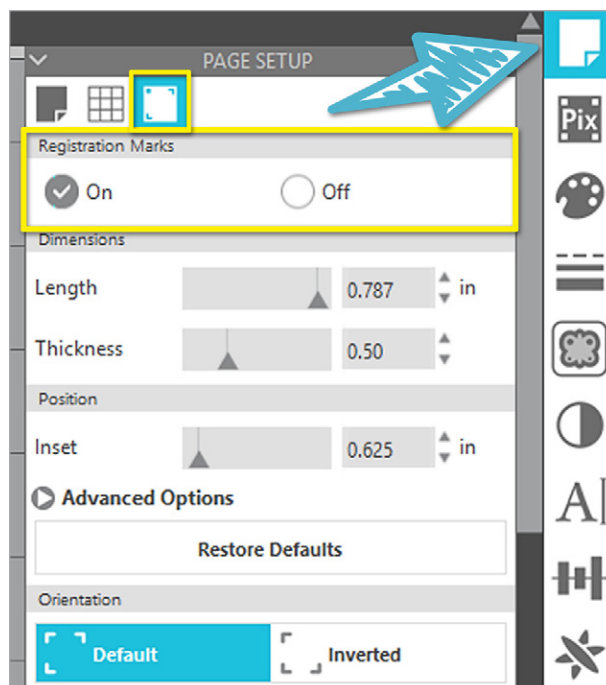 PAGE SETUP
Pix
Registration Marks
On Off
Dimensions
Length 0.787 in
Thickness 0.50
Position
Inset 0.625 in
Advanced Options
A
Restore Defaults
Orientation
Default Inverted